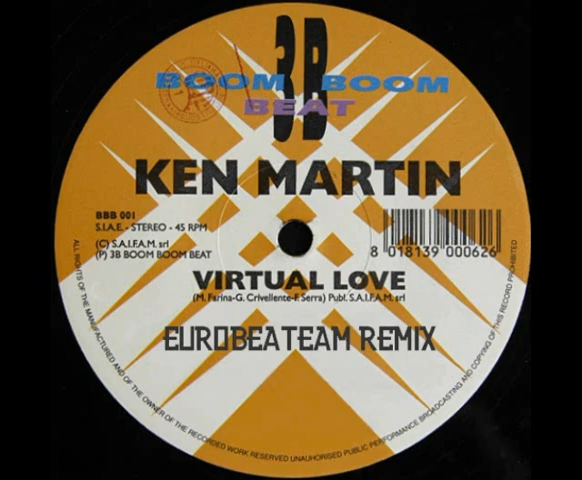 3B
BOOM BOOM
BEAT
KEN MARTIN
BBB 001
S.I.A.E. - STEREO - 45 RPM
(C) S.A.I.F.A.M. srl
(P) 3B BOOM BOOM BEAT
8 018139 000626
VIRTUAL LOVE
(M. Farina-G. Crivellente-F. Serra) Publ. S.A.I.F.A.M. srl
EUROBEATEAM REMIX
ALL RIGHTS OF THE MANUFACTURED AND OF THE OWNER OF THE RECORDED WORK RESERVED UNAUHORISED PUBLIC PERFORMANCE BROADCASTING AND COPYING OF THIS RECORD PROHIBITED